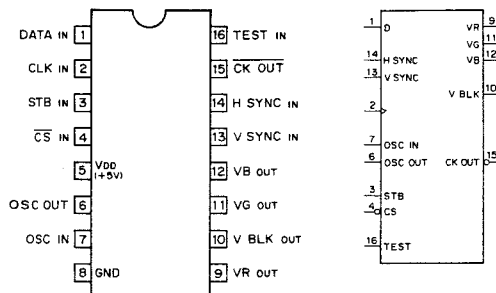 DATA IN 1
16 TEST IN
CLK IN 2
15 CK OUT
STB IN 3
14 H SYNC IN
CS IN 4
13 V SYNC IN
5 VDD
(+5V)
12 VB OUT
OSC OUT 6
11 VG OUT
OSC IN 7
10 V BLK OUT
8 GND
9 VR OUT
1 D
VR 9
VG 11
14 H SYNC
VB 12
13 V SYNC
V BLK 10
2
7 OSC IN
6 OSC OUT
CK OUT 15
3 STB
4 CS
16 TEST